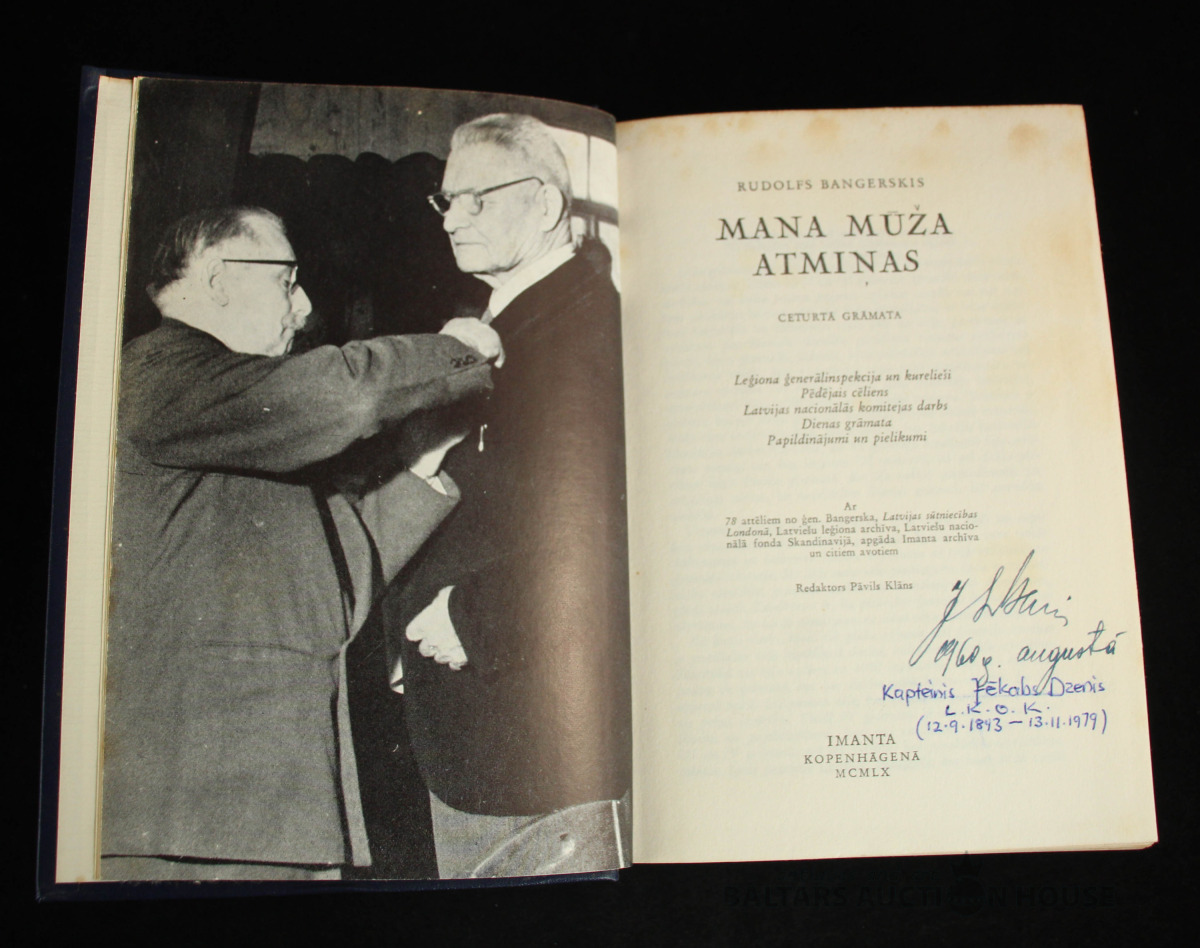 RUDOLFS BANGERSKIS
MANA MŪŽA
ATMIŅAS
CETURTĀ GRĀMATA
Leģiona ģenerālinspekcija un kurelieši
Pēdējais cēliens
Latvijas nacionālās komitejas darbs
Dienas grāmata
Papildinājumi un pielikumi
Ar
78 attēliem no ģen. Bangerska, Latvijas sūtniecības
Londonā, Latviešu leģiona archīva, Latviešu nacio-
nālā fonda Skandinavijā, apgāda Imanta archīva
un citiem avotiem
Redaktors Pāvils Klāns
1960 g. augustā
Kapteinis Jēkabs Dzenis
L.K.O.K.
(12.9.1893 — 13.11.1979)
IMANTA
KOPENHĀGENĀ
MCMLX
BALTARS AUCTION HOUSE